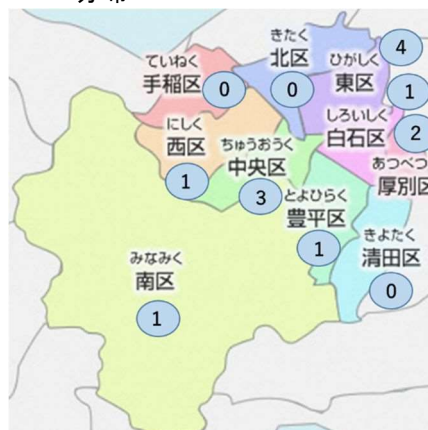 きたく
北区
0
4
ひがしく
東区
1
ていねく
手稲区
0
しろいしく
白石区
2
にしく
西区
1
ちゅうおうく
中央区
3
あつべつ
厚別区
とよひらく
豊平区
1
きよたく
清田区
0
みなみく
南区
1